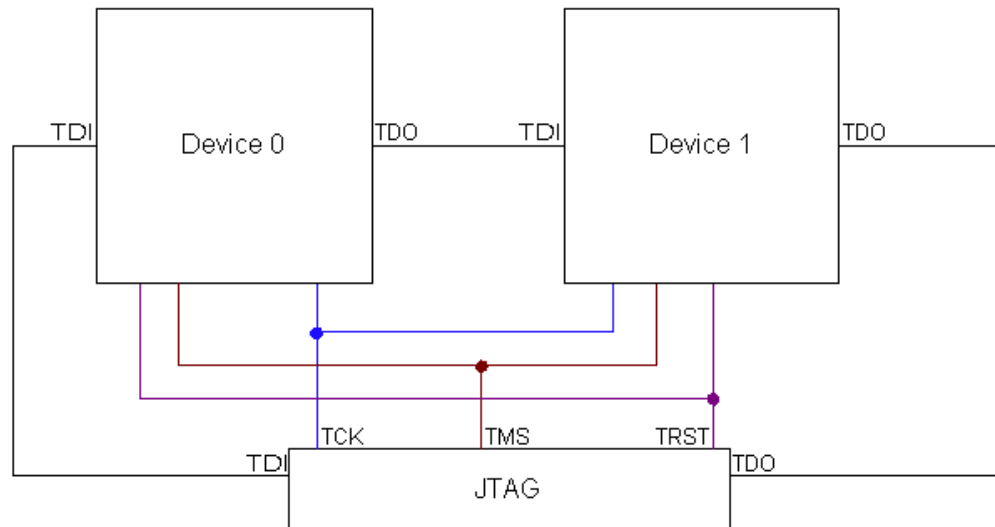 TDI Device 0 TDO TDI Device 1 TDO
TCK TMS TRST
TDI JTAG TDO